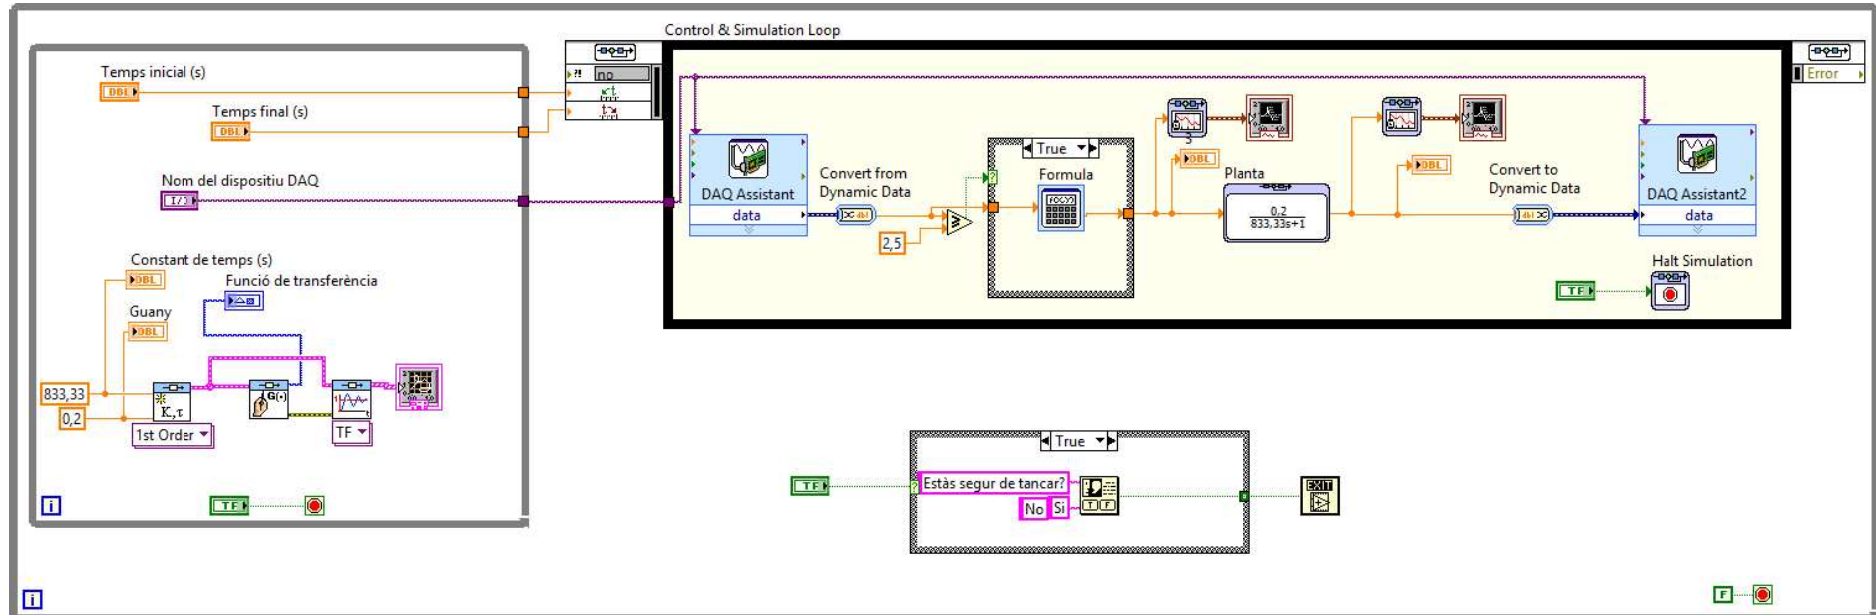 Control & Simulation Loop
Temps inicial (s)
DBL
Temps final (s)
DBL
Nom del dispositiu DAQ
I/O
no
Error
DAQ Assistant
data
Convert from
Dynamic Data
2,5
True
Formula
3
DBL
Planta
0,2
833,33s+1
DBL
Convert to
Dynamic Data
DAQ Assistant2
data
Halt Simulation
TF
Constant de temps (s)
DBL
Funció de transferència
Guany
DBL
833,33
0,2
K,τ
1st Order
G(·)
TF
i
TF
True
TF
Estàs segur de tancar?
No
Si
T F
EXIT
i
F